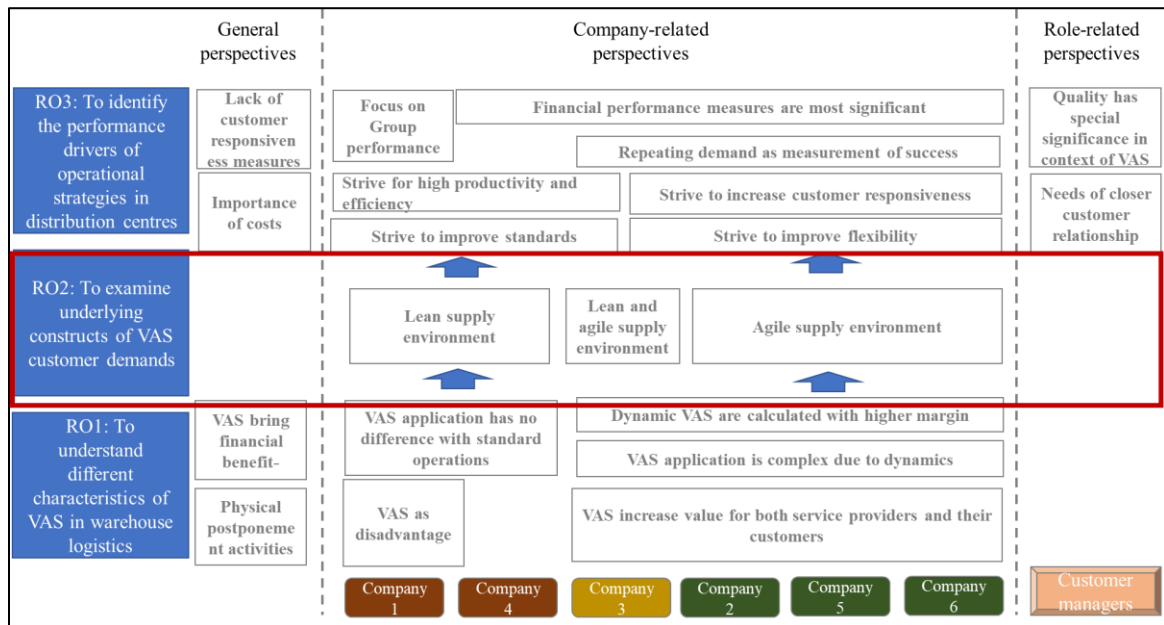 General
perspectives
Company-related
perspectives
Role-related
perspectives
RO3: To identify
the performance
drivers of
operational
strategies in
distribution centres
Lack of
customer
responsiven
ess measures
Importance
of costs
Focus on
Group
performance
Financial performance measures are most significant
Repeating demand as measurement of success
Strive for high productivity and
efficiency
Strive to increase customer responsiveness
Strive to improve standards
Strive to improve flexibility
Quality has
special
significance in
context of VAS
Needs of closer
customer
relationship
RO2: To examine
underlying
constructs of VAS
customer demands
Lean supply
environment
Lean and
agile supply
environment
Agile supply environment
RO1: To
understand
different
characteristics of
VAS in warehouse
logistics
VAS bring
financial
benefit-
Physical
postponeme
nt activities
VAS application has no
difference with standard
operations
VAS as
disadvantage
Dynamic VAS are calculated with higher margin
VAS application is complex due to dynamics
VAS increase value for both service providers and their
customers
Company
1
Company
4
Company
3
Company
2
Company
5
Company
6
Customer
managers